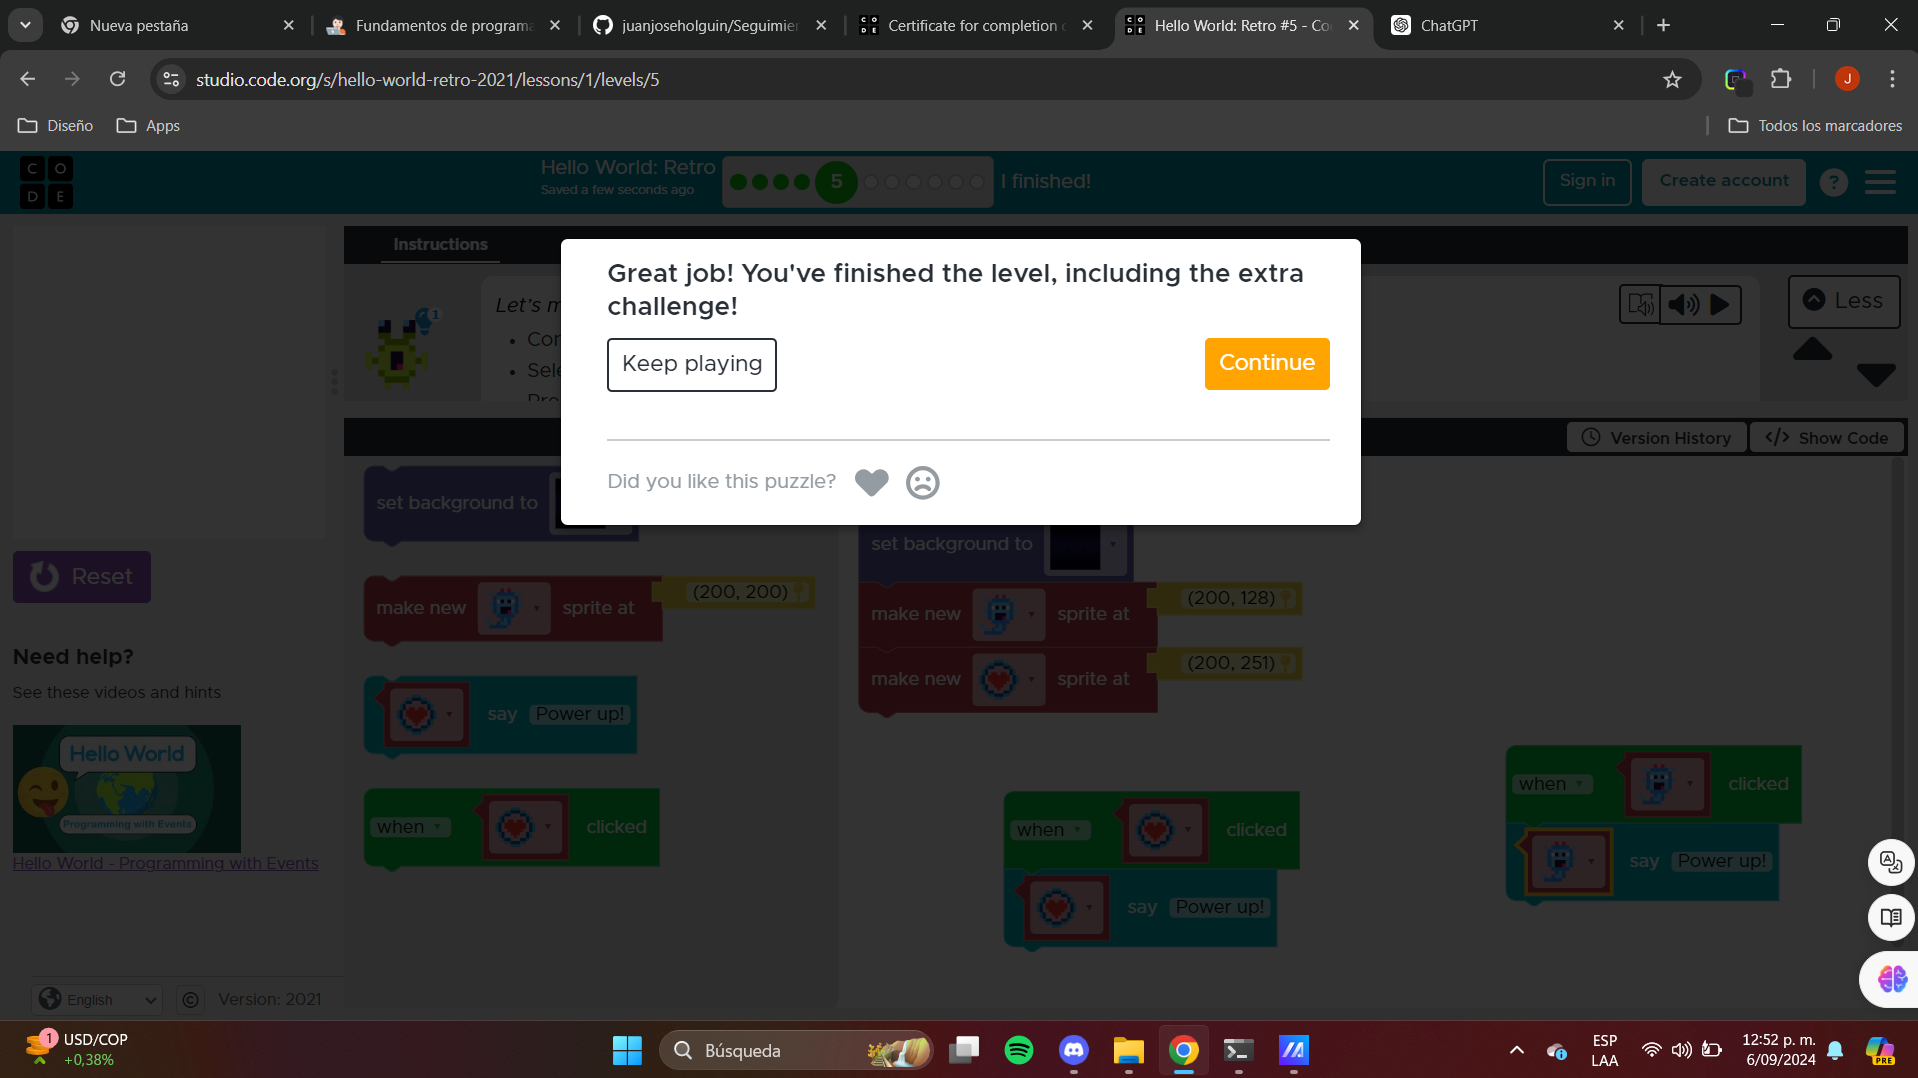 Nueva pestaña
Fundamentos de programa
juanjoseholguin/Seguimier
Certificate for completion
Hello World: Retro #5 - Co
ChatGPT
studio.code.org/s/hello-world-retro-2021/lessons/1/levels/5
J
Diseño
Apps
Todos los marcadores
C O
D E
Hello World: Retro
Saved a few seconds ago
5
I finished!
Sign in
Create account
?
Instructions
Let's m
Con
Sele
1
Less
Great job! You've finished the level, including the extra
challenge!
Keep playing
Continue
Did you like this puzzle?
Version History
</> Show Code
set background to
make new
sprite at
(200, 200)
say
Power up!
when
clicked
set background to
make new
sprite at
(200, 128)
make new
sprite at
(200, 251)
when
clicked
say
Power up!
when
clicked
say
Power up!
Reset
Need help?
See these videos and hints
Hello World
Programming with Events
Hello World - Programming with Events
English
©
Version: 2021
1
USD/COP
+0,38%
Búsqueda
ESP
LAA
12:52 p. m.
6/09/2024
PRE